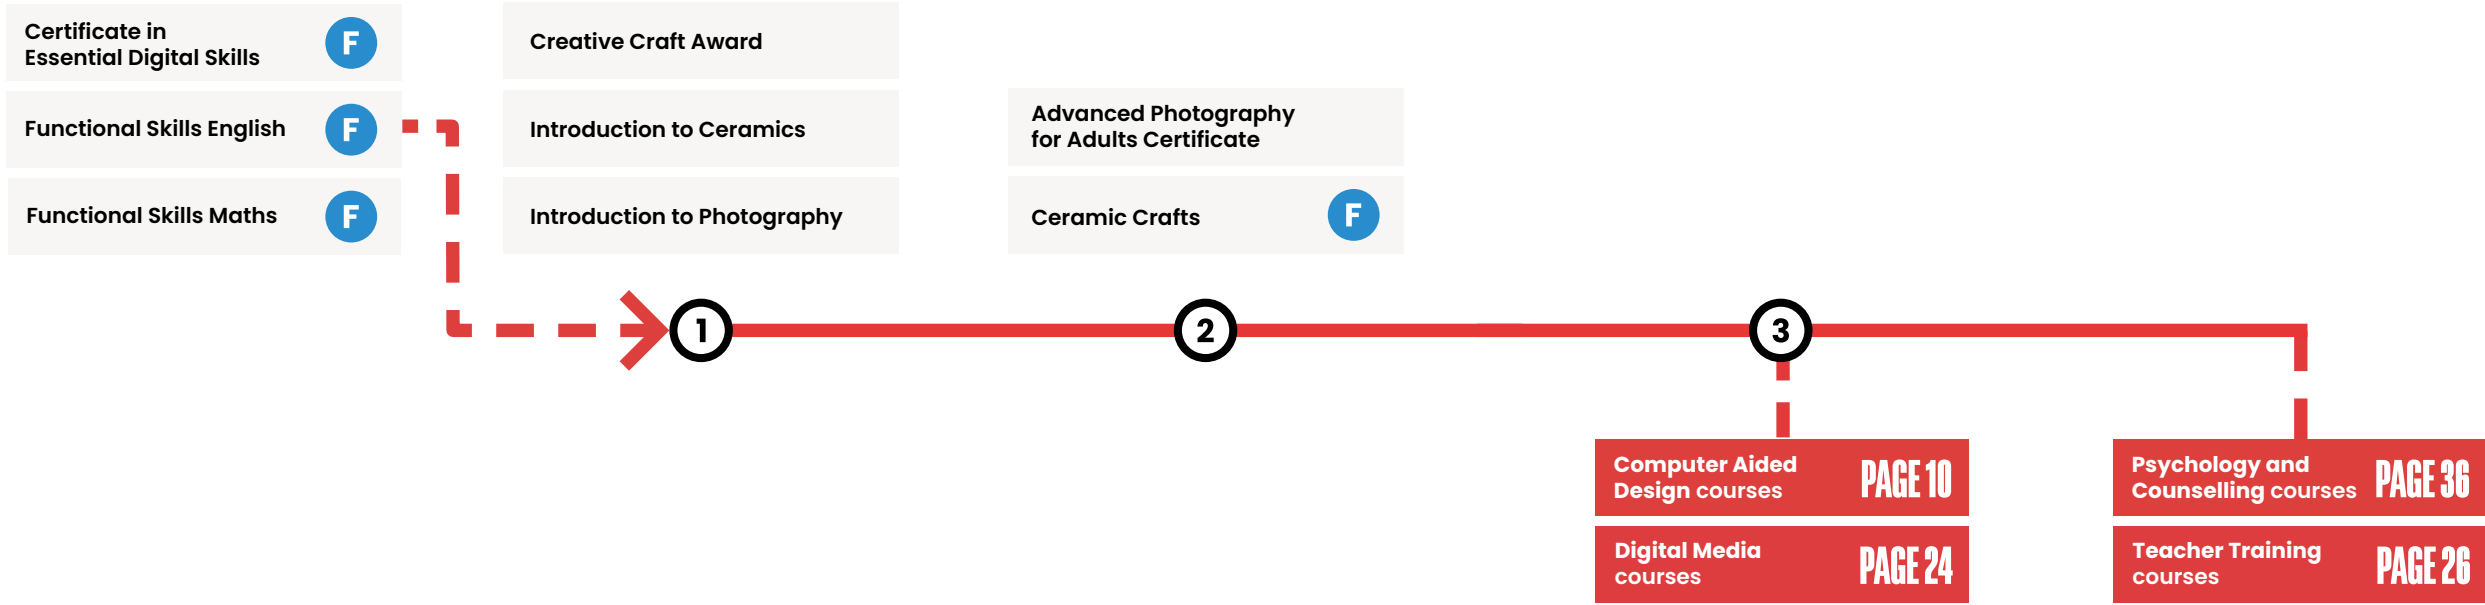 Certificate in
Essential Digital Skills
F
Functional Skills English
F
Functional Skills Maths
F
Creative Craft Award
Introduction to Ceramics
Introduction to Photography
Advanced Photography
for Adults Certificate
Ceramic Crafts
F
1
2
3
Computer Aided
Design courses
PAGE 10
Digital Media
courses
PAGE 24
Psychology and
Counselling courses
PAGE 36
Teacher Training
courses
PAGE 26